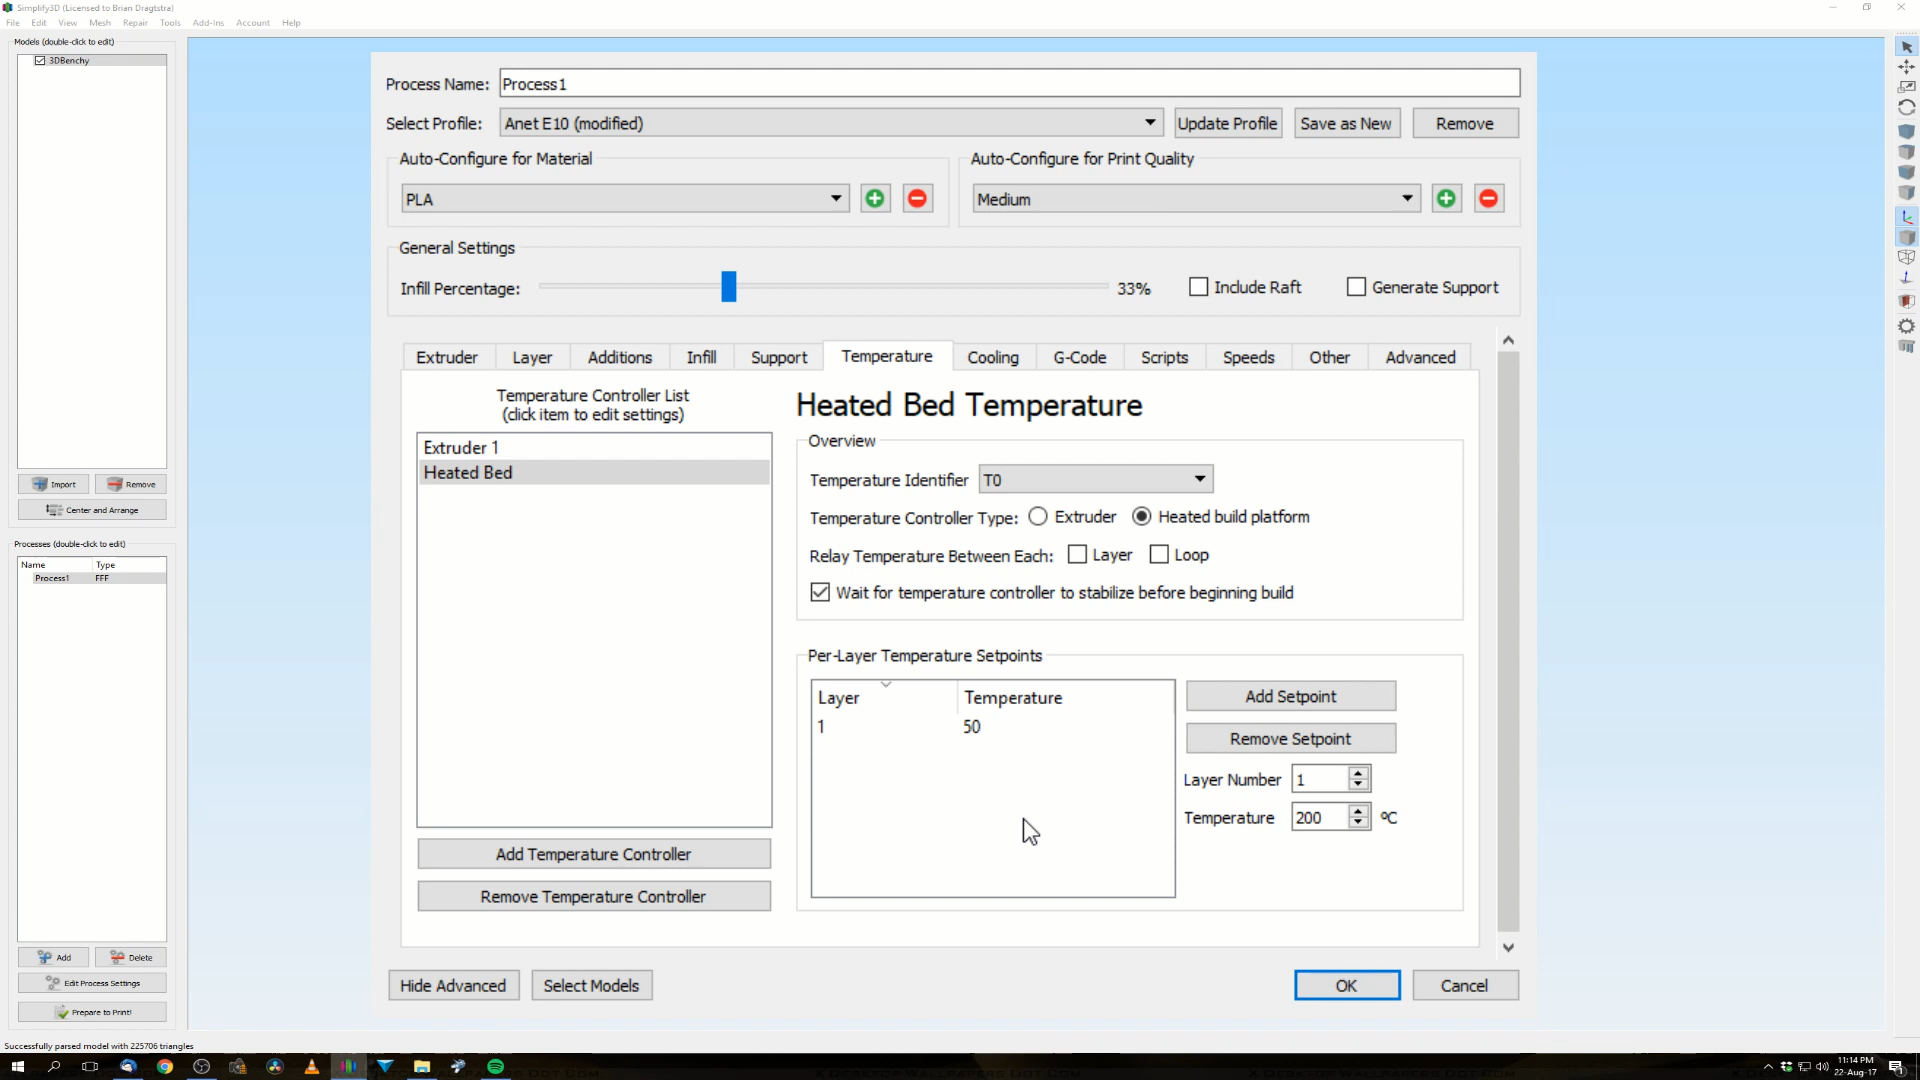 Simplify3D (Licensed to Brian Dragtstra)
File Edit View Mesh Repair Tools Add-Ins Account Help
Models (double-click to edit)
3DBenchy
Import Remove
Center and Arrange
Processes (double-click to edit)
Name Type
Process1 FFF
Add Delete
Edit Process Settings
Prepare to Print!
Successfully parsed model with 225706 triangles
Process Name: Process1
Select Profile: Anet E10 (modified) Update Profile Save as New Remove
Auto-Configure for Material
PLA
Auto-Configure for Print Quality
Medium
General Settings
Infill Percentage: 33% Include Raft Generate Support
Extruder Layer Additions Infill Support Temperature Cooling G-Code Scripts Speeds Other Advanced
Temperature Controller List
(click item to edit settings)
Extruder 1
Heated Bed
Add Temperature Controller
Remove Temperature Controller
Heated Bed Temperature
Overview
Temperature Identifier T0
Temperature Controller Type: Extruder Heated build platform
Relay Temperature Between Each: Layer Loop
Wait for temperature controller to stabilize before beginning build
Per-Layer Temperature Setpoints
Layer Temperature
1 50
Add Setpoint
Remove Setpoint
Layer Number 1
Temperature 200 ºC
Hide Advanced Select Models OK Cancel
11:14 PM
22-Aug-17